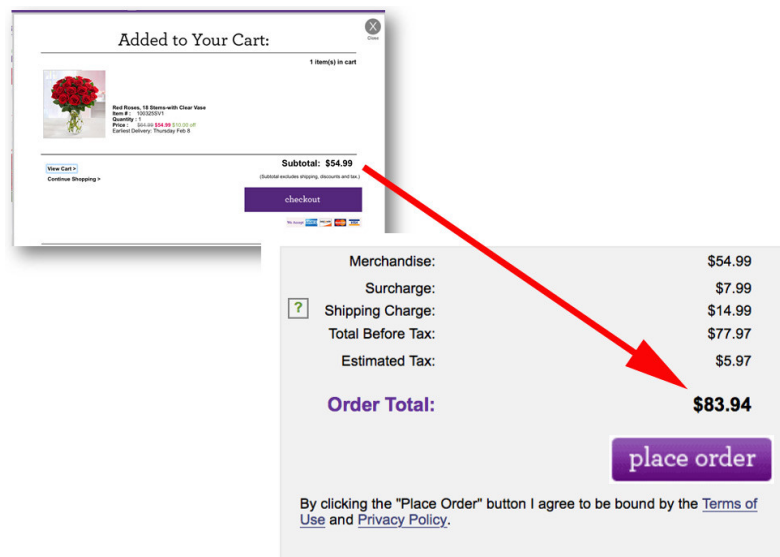 Added to Your Cart:
X
Close
1 item(s) in cart
Red Roses, 18 Stems-with Clear Vase
Item # : 100325SV1
Quantity : 1
Price : $64.99 $54.99 $10.00 off
Earliest Delivery: Thursday Feb 8
View Cart >
Continue Shopping >
Subtotal: $54.99
(Subtotal excludes shipping, discounts and tax.)
checkout
We Accept
Merchandise: $54.99
Surcharge: $7.99
? Shipping Charge: $14.99
Total Before Tax: $77.97
Estimated Tax: $5.97
Order Total: $83.94
place order
By clicking the "Place Order" button I agree to be bound by the Terms of
Use and Privacy Policy.